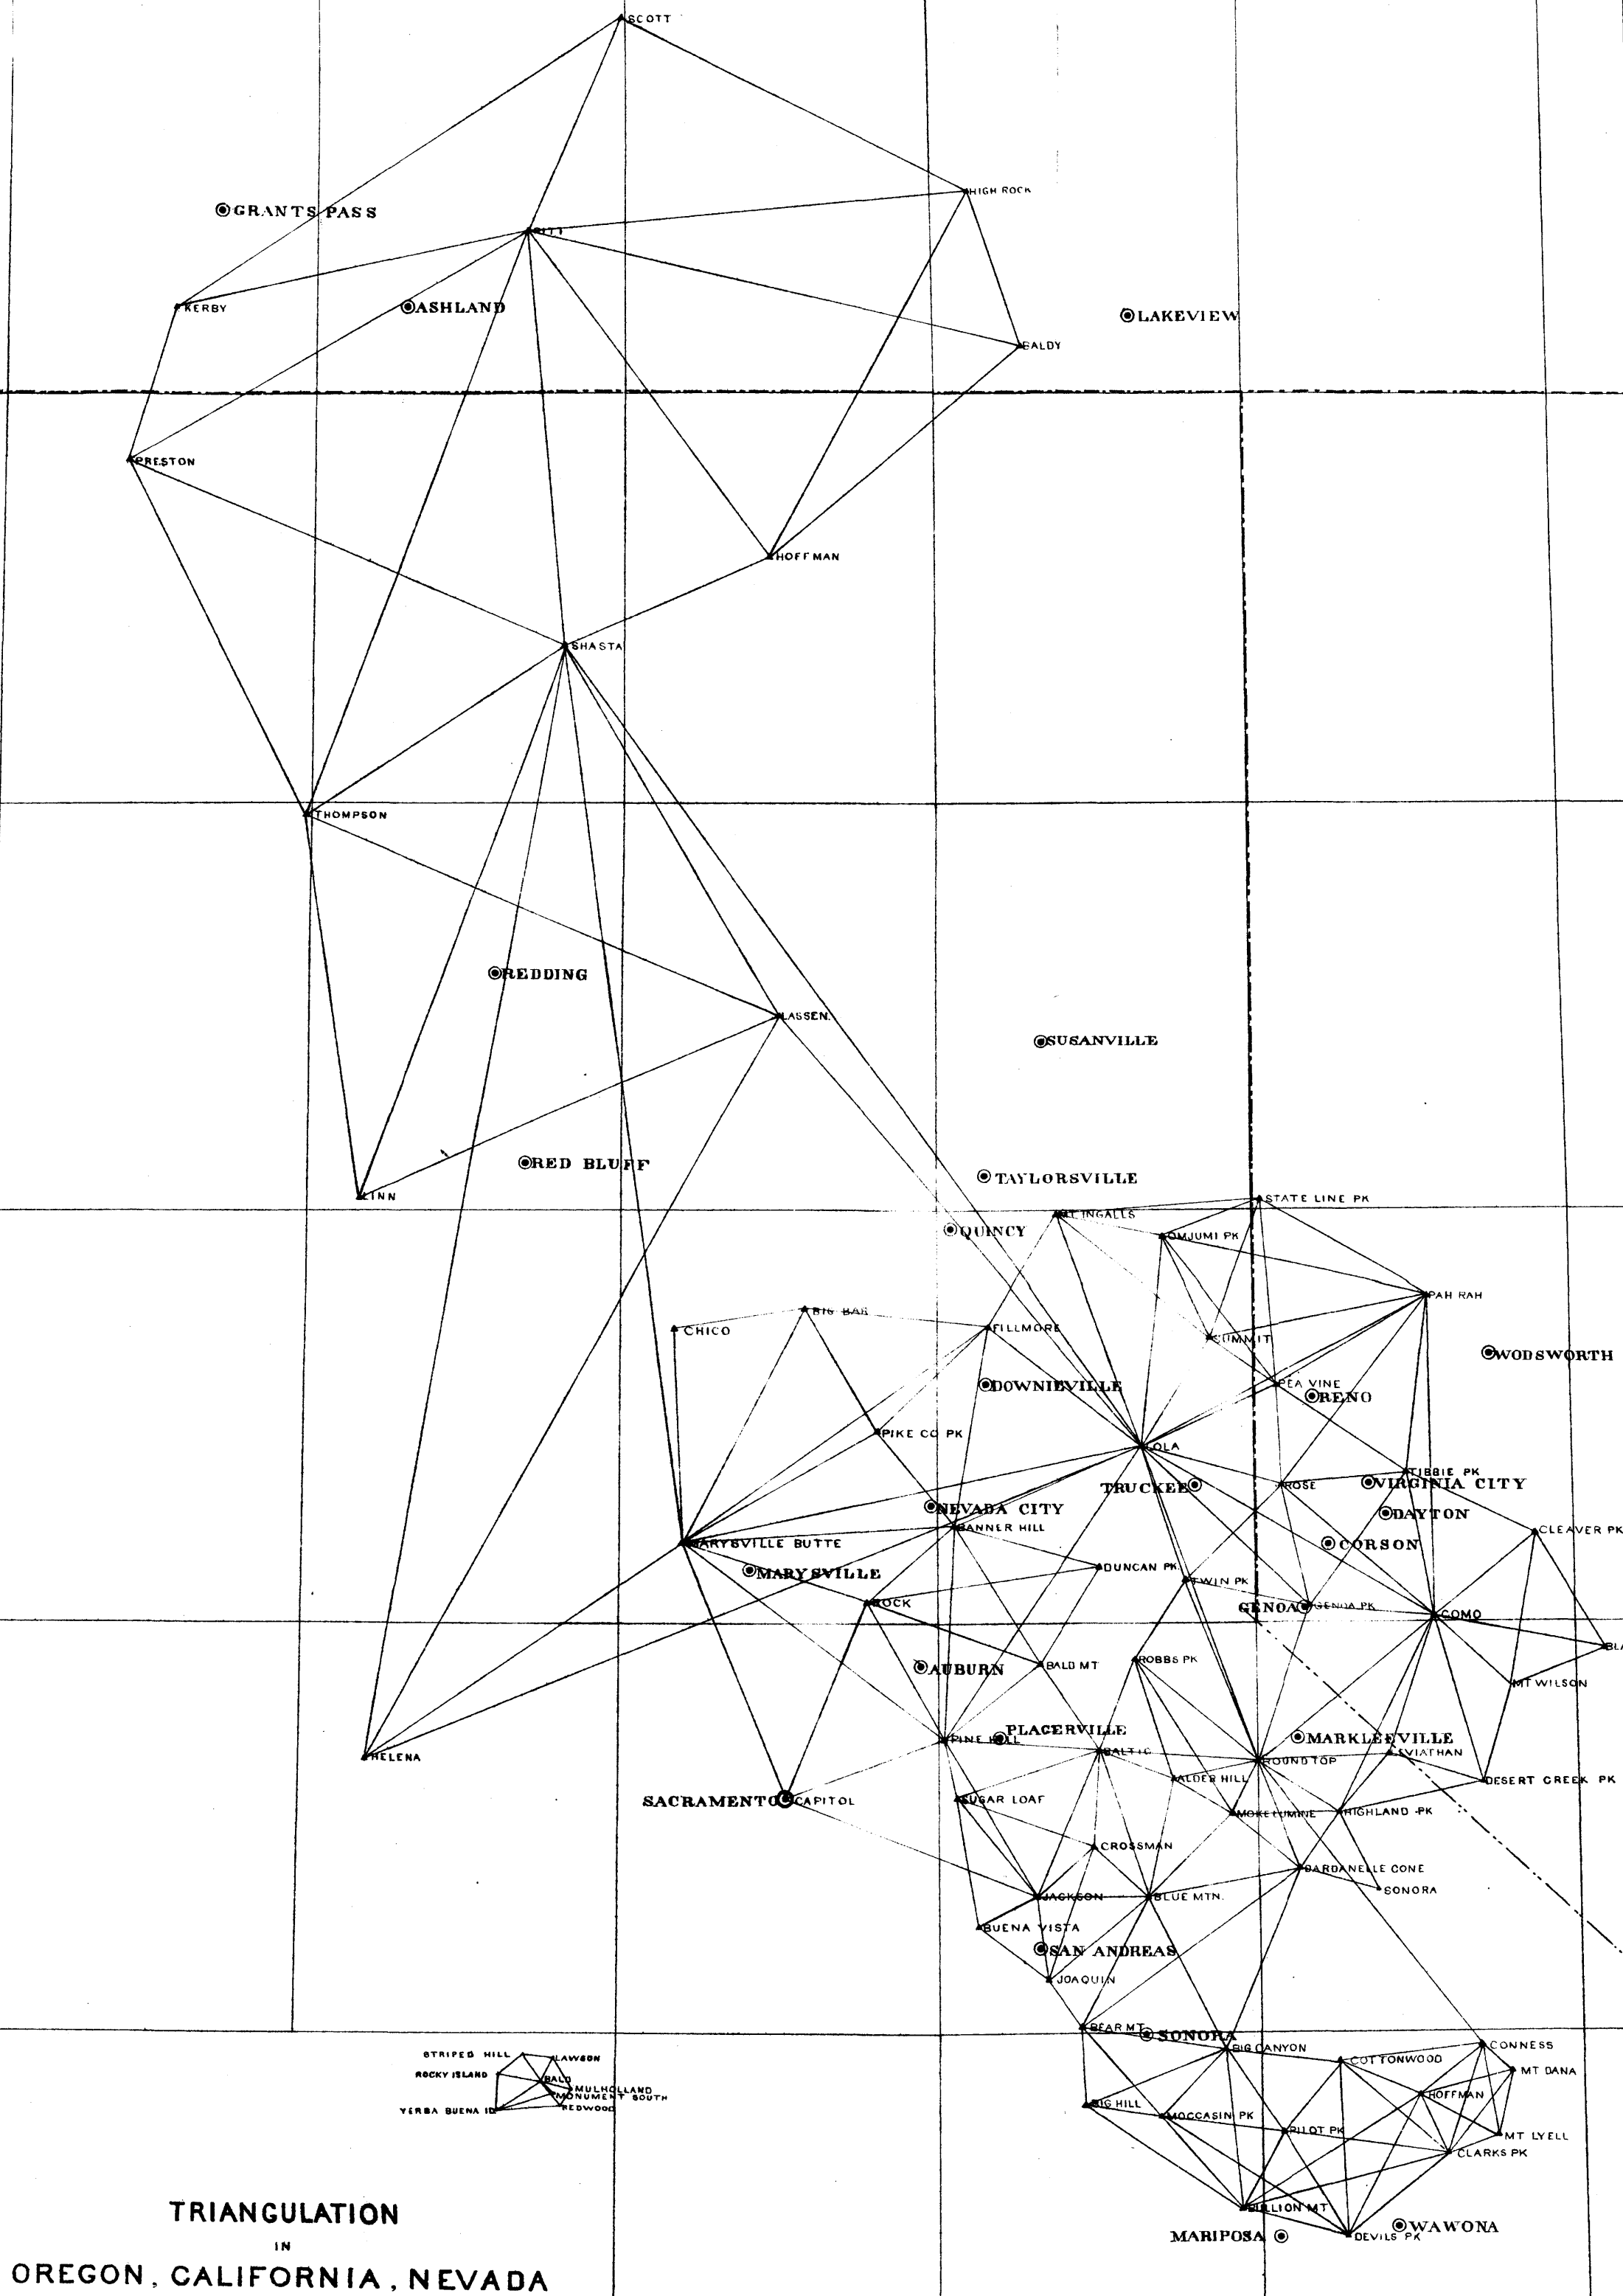 SCOTT
HIGH ROCK
GRANTS PASS
PITT
KERBY
ASHLAND
LAKEVIEW
BALDY
PRESTON
HOFFMAN
SHASTA
THOMPSON
REDDING
LASSEN.
SUSANVILLE
RED BLUFF
TAYLORSVILLE
LINN
STATE LINE PK
MT INGALLS
QUINCY
PAH RAH
BIG BAR
CHICO
FILLMORE
SUMMIT
WODSWORTH
DOWNIEVILLE
PEA VINE
RENO
PIKE CO PK
LOLA
TIBBIE PK
TRUCKEE
ROSE
VIRGINIA CITY
NEVADA CITY
DAYTON
BANNER HILL
CLEAVER PK
MARYSVILLE BUTTE
CORSON
DUNCAN PK
MARYSVILLE
TWIN PK
ROCK
GENOA
GENOA PK
COMO
AUBURN
BALD MT
ROBBS PK
MT WILSON
PLACERVILLE
PINE HILL
MARKLEEVILLE
HELENA
BALTIC
ROUND TOP
LEVIATHAN
ALDER HILL
DESERT CREEK PK
SACRAMENTO
CAPITOL
SUGAR LOAF
MOKELUMNE
HIGHLAND PK
CROSSMAN
DARDANELLE CONE
SONORA
JACKSON
BLUE MTN.
BUENA VISTA
SAN ANDREAS
JOAQUIN
BEAR MT
SONORA
BIG CANYON
CONNESS
STRIPED HILL
LAWSON
COTTONWOOD
ROCKY ISLAND
MT DANA
BALD
MULHOLLAND
MONUMENT SOUTH
HOFFMAN
YERBA BUENA ID
REDWOOD
BIG HILL
MOCCASIN PK
PILOT PK
MT LYELL
CLARKS PK
BULLION MT
MARIPOSA
DEVILS PK
WAWONA
TRIANGULATION
IN
OREGON, CALIFORNIA, NEVADA